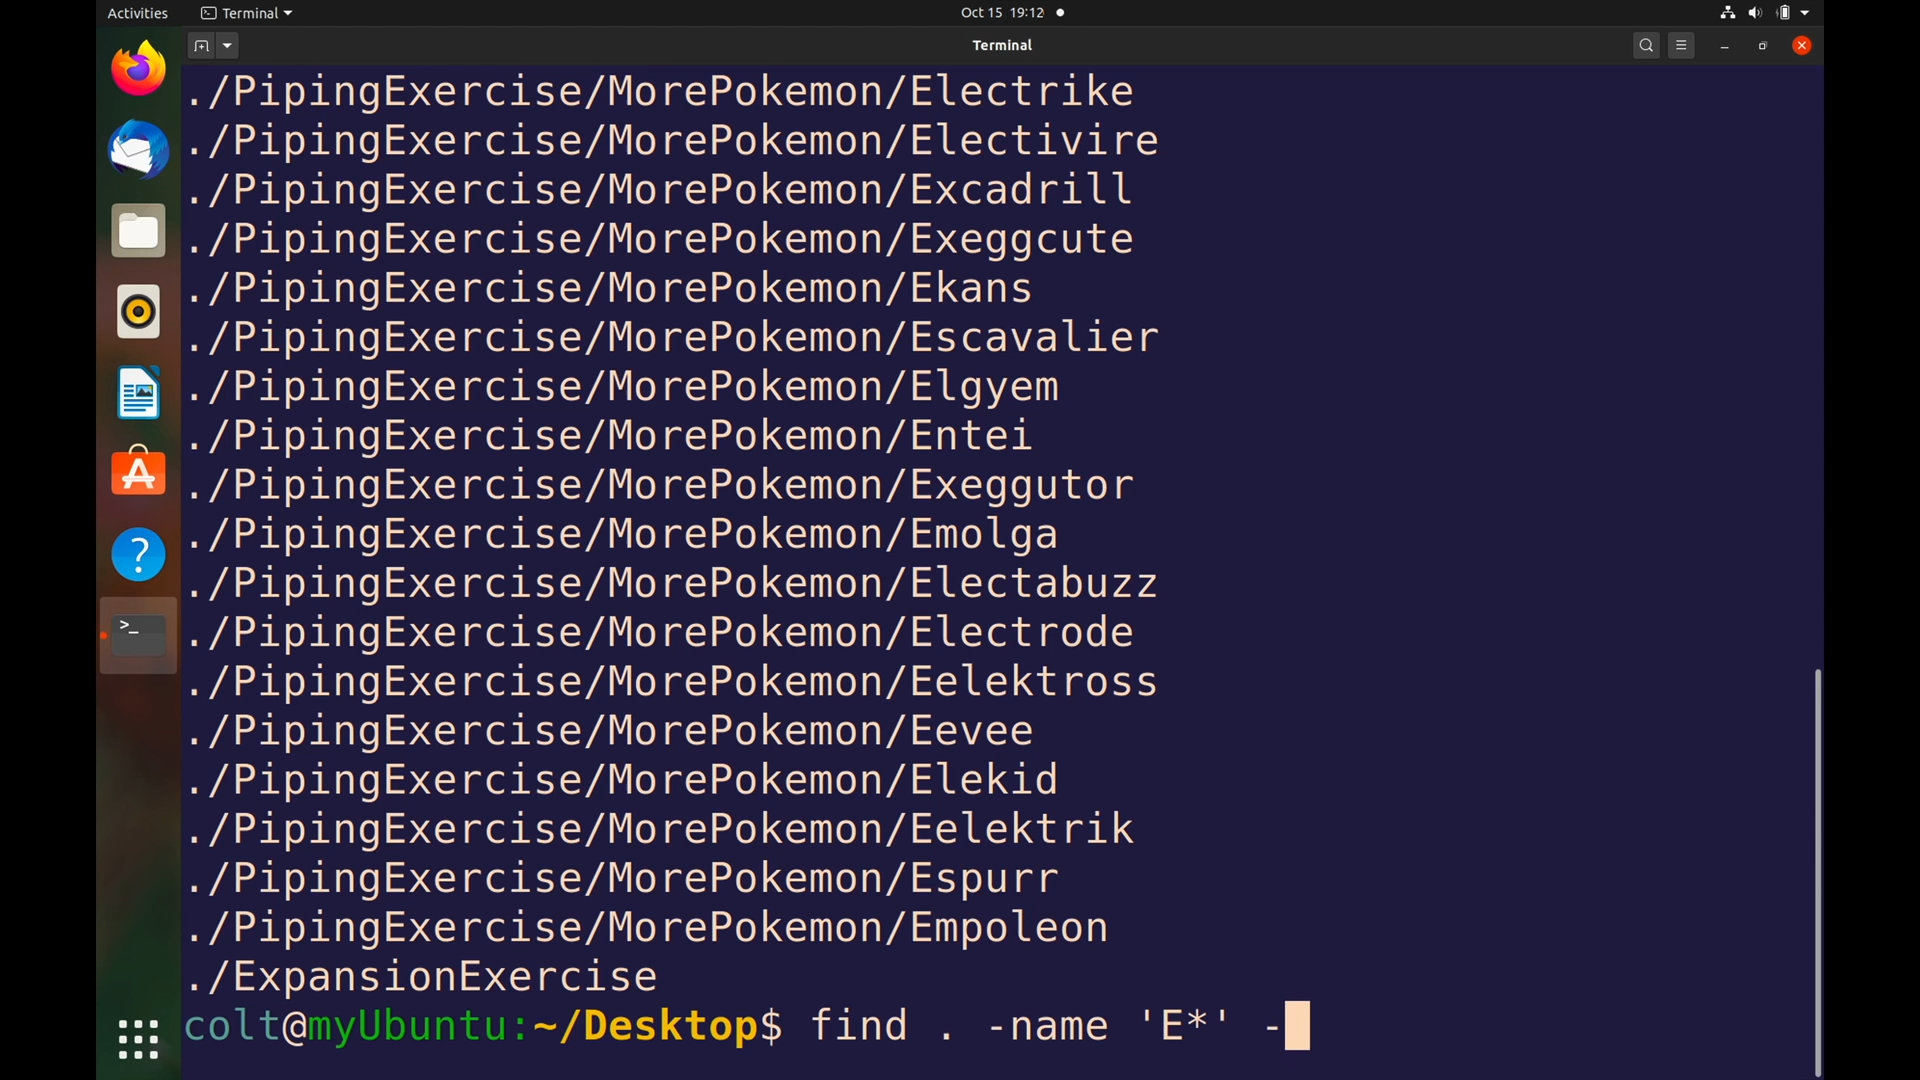 Activities
Terminal
Oct 15 19:12
Terminal
./PipingExercise/MorePokemon/Electrike
./PipingExercise/MorePokemon/Electivire
./PipingExercise/MorePokemon/Excadrill
./PipingExercise/MorePokemon/Exeggcute
./PipingExercise/MorePokemon/Ekans
./PipingExercise/MorePokemon/Escavalier
./PipingExercise/MorePokemon/Elgyem
./PipingExercise/MorePokemon/Entei
./PipingExercise/MorePokemon/Exeggutor
./PipingExercise/MorePokemon/Emolga
./PipingExercise/MorePokemon/Electabuzz
./PipingExercise/MorePokemon/Electrode
./PipingExercise/MorePokemon/Eelektross
./PipingExercise/MorePokemon/Eevee
./PipingExercise/MorePokemon/Elekid
./PipingExercise/MorePokemon/Eelektrik
./PipingExercise/MorePokemon/Espurr
./PipingExercise/MorePokemon/Empoleon
./ExpansionExercise
colt@myUbuntu:~/Desktop$ find . -name 'E*' -